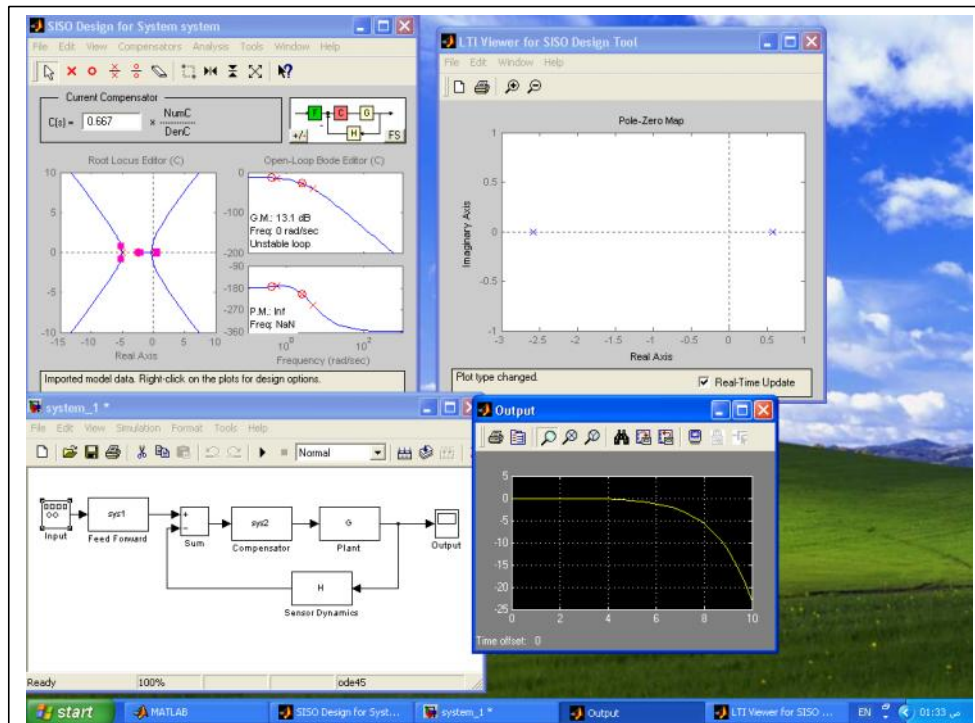 SISO Design for System system
File Edit View Compensators Analysis Tools Window Help
Current Compensator
C(s) = 0.667 x NumC
DenC
F C G
H
+/- FS
Root Locus Editor (C)
10
5
0
-5
-10
-15 -10 -5 0 5 10
Real Axis
Open-Loop Bode Editor (C)
0
-100
-200
G.M.: 13.1 dB
Freq: 0 rad/sec
Unstable loop
-90
-180
-270
-360
P.M.: Inf
Freq: NaN
10^0 10^2
Frequency (rad/sec)
Imported model data. Right-click on the plots for design options.
LTI Viewer for SISO Design Tool
File Edit Window Help
Pole-Zero Map
1
0.5
0
-0.5
-1
Imaginary Axis
-3 -2.5 -2 -1.5 -1 -0.5 0 0.5 1
Real Axis
Plot type changed.
Real-Time Update
system_1 *
File Edit View Simulation Format Tools Help
Normal
Input
sys1
Feed Forward
+
−
Sum
sys2
Compensator
G
Plant
Output
H
Sensor Dynamics
Ready 100% ode45
Output
5
0
-5
-10
-15
-20
-25
0 2 4 6 8 10
Time offset: 0
start MATLAB SISO Design for Syst... system_1 * Output LTI Viewer for SISO ... EN 01:33 ص